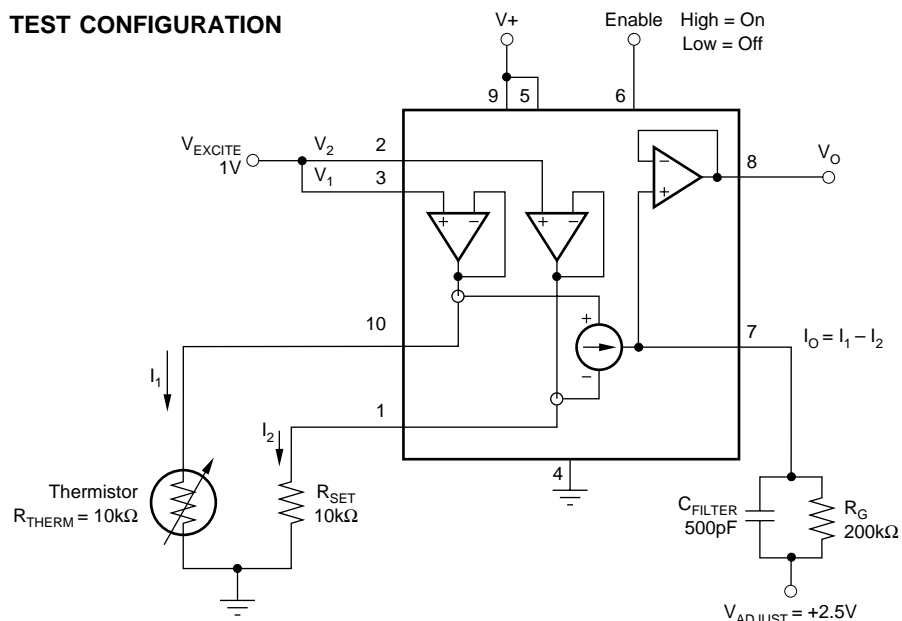 TEST CONFIGURATION
V+
Enable
High = On
Low = Off
9
5
6
V_EXCITE
1V
V_2
2
V_1
3
8
V_O
+
–
+
–
–
+
10
+
–
7
I_O = I_1 – I_2
I_1
1
I_2
4
Thermistor
R_THERM = 10kΩ
R_SET
10kΩ
C_FILTER
500pF
R_G
200kΩ
V_ADJUST = +2.5V